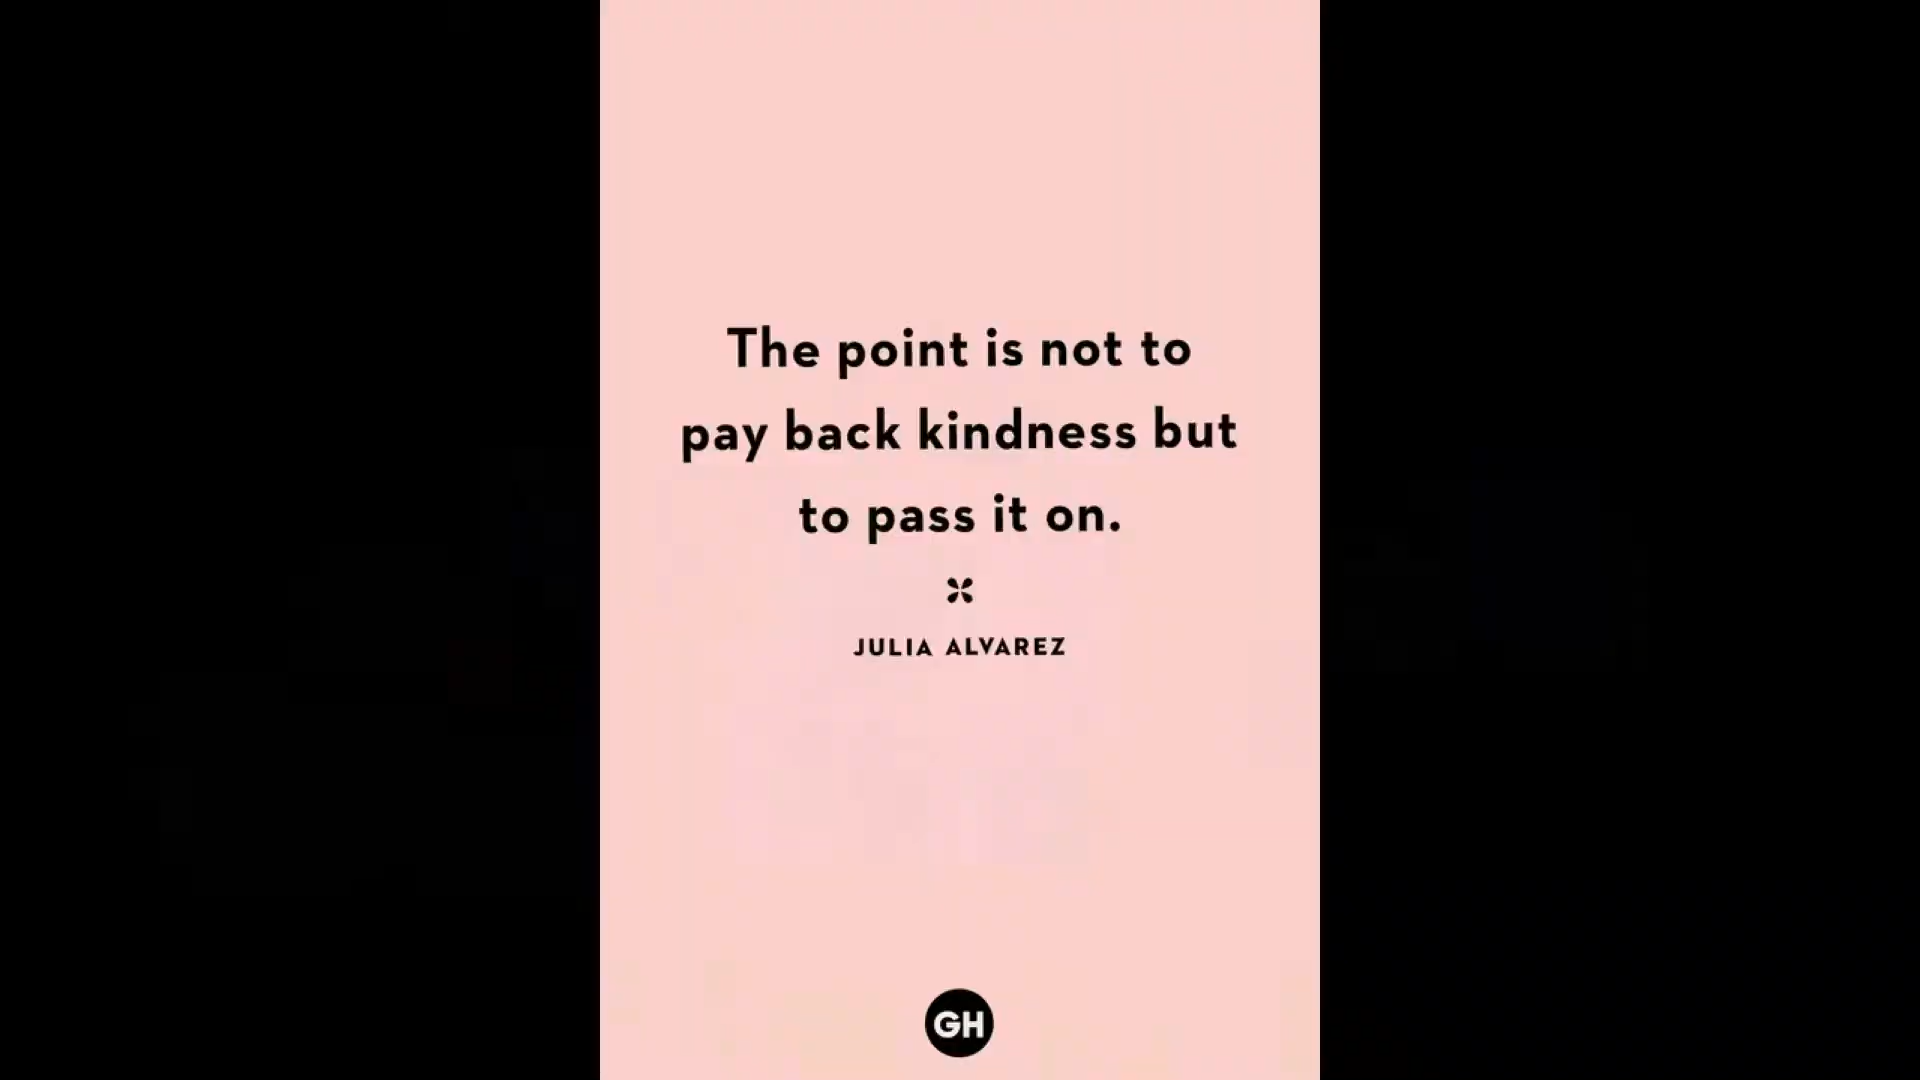 The point is not to
pay back kindness but
to pass it on.
JULIA ALVAREZ
GH